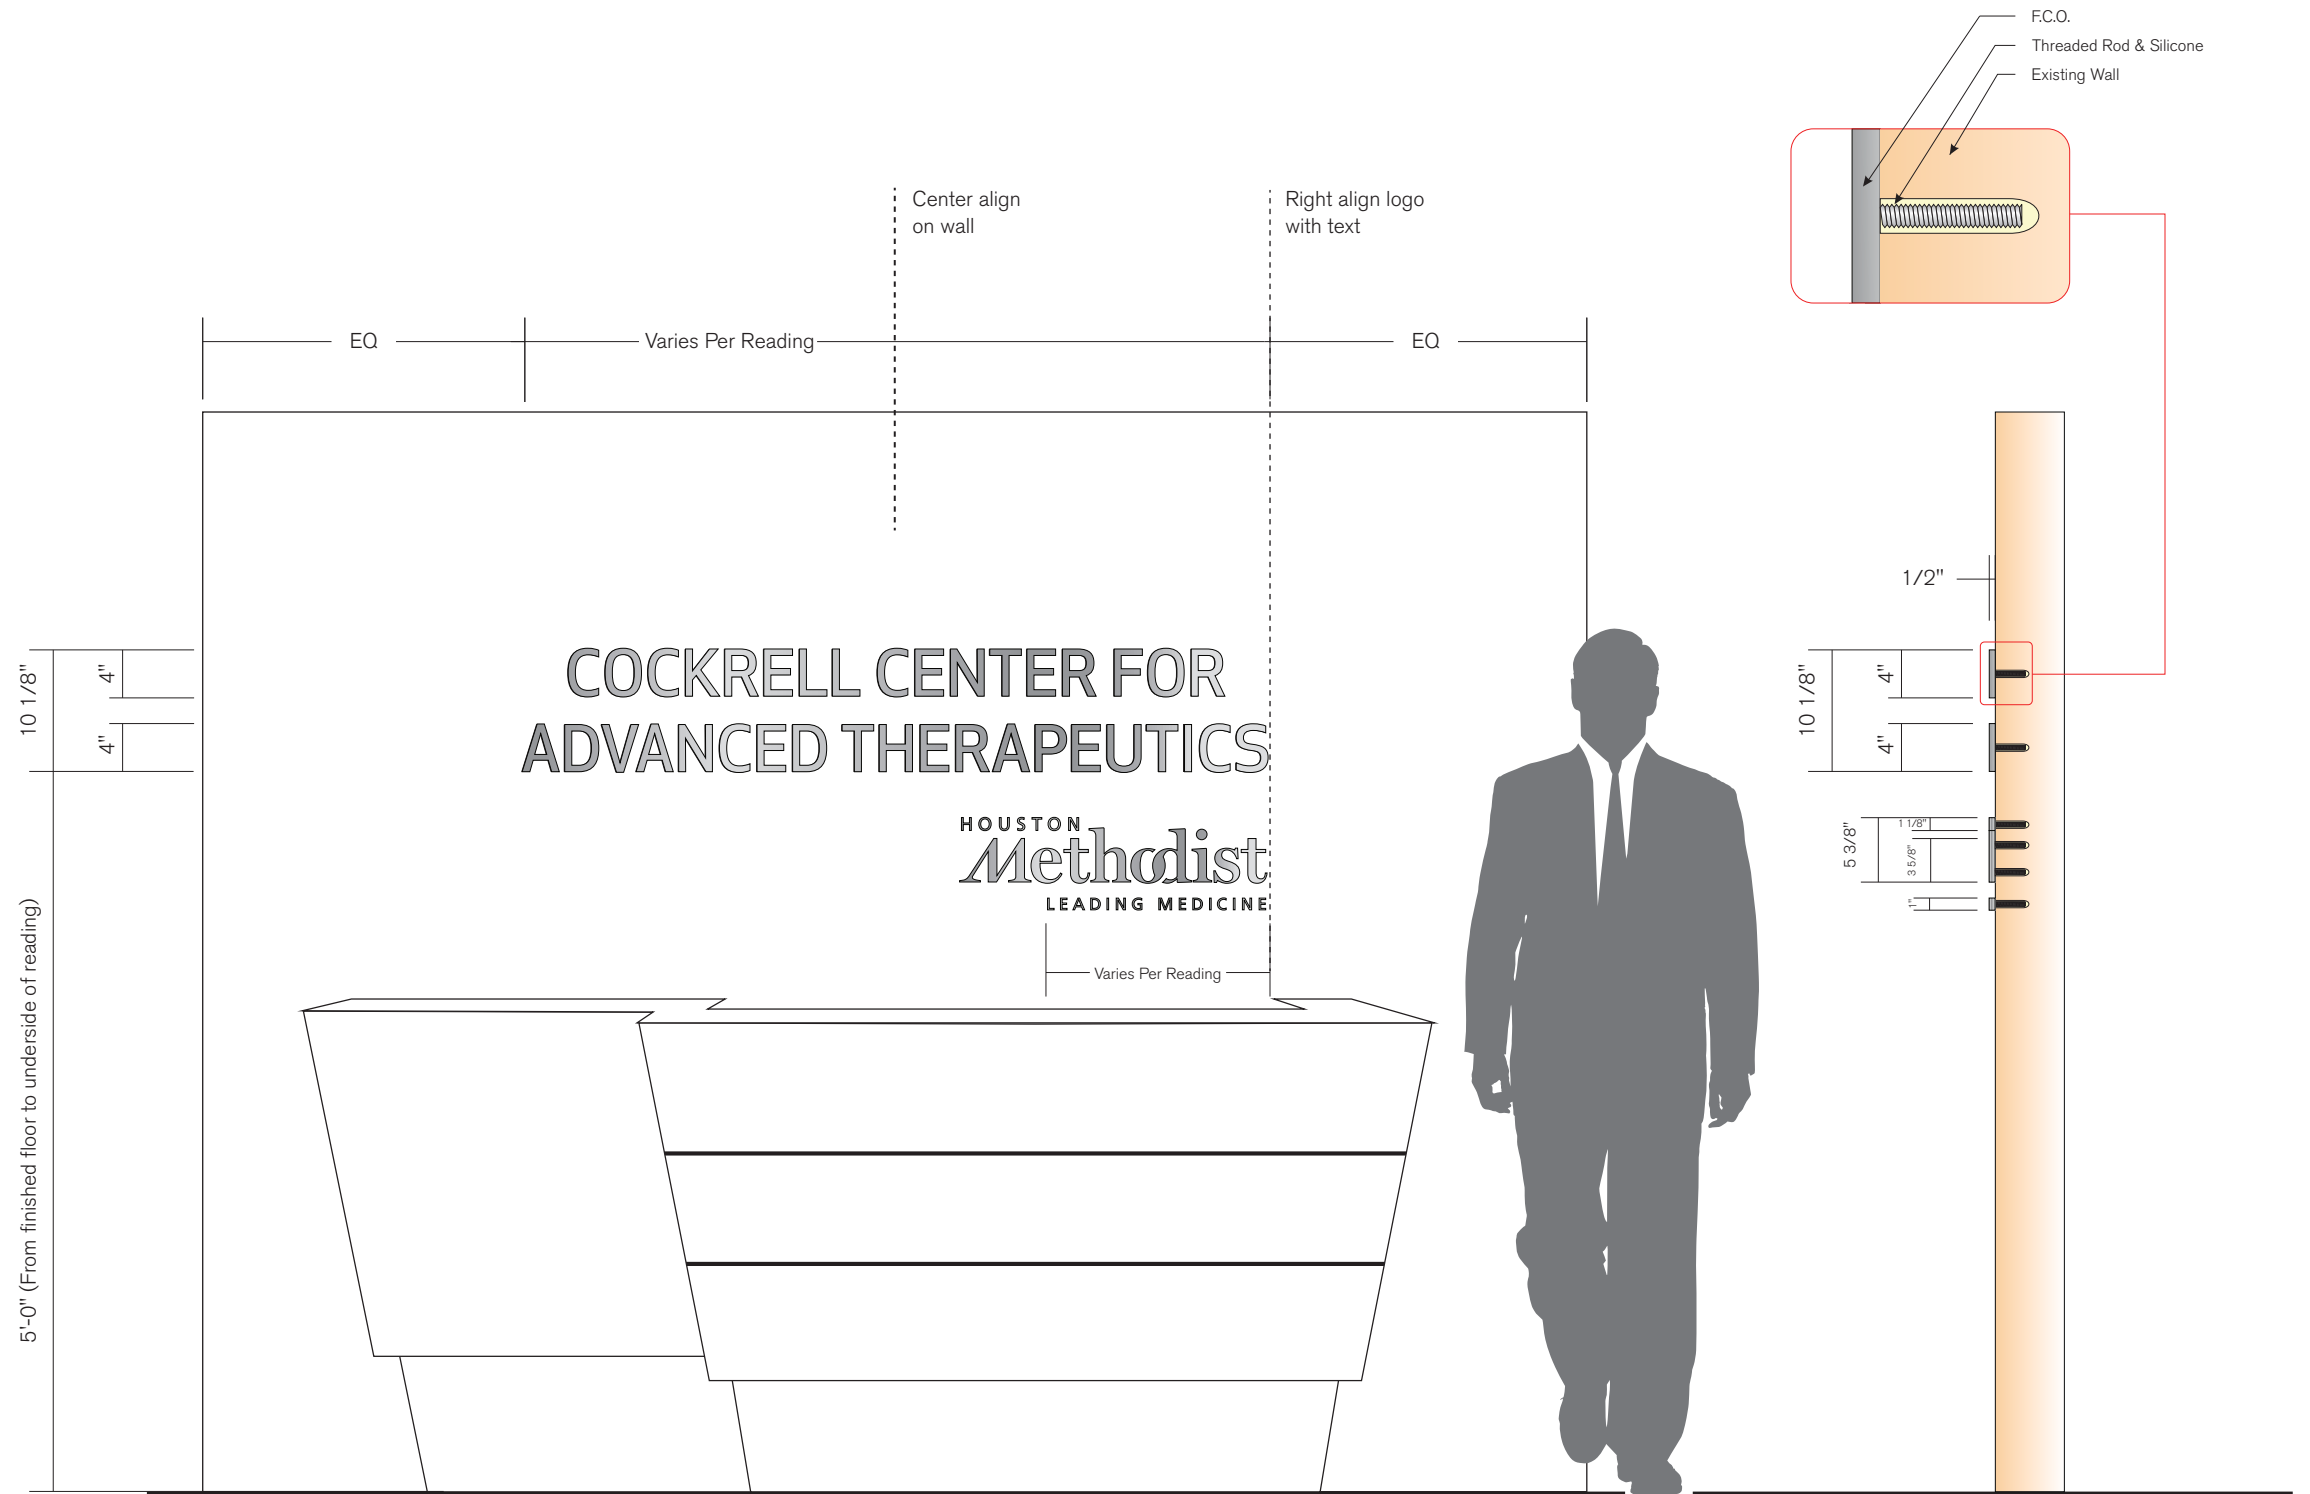 F.C.O.
Threaded Rod & Silicone
Existing Wall
Center align
on wall
Right align logo
with text
EQ
Varies Per Reading
EQ
1/2"
COCKRELL CENTER FOR
ADVANCED THERAPEUTICS
HOUSTON
Methodist
LEADING MEDICINE
Varies Per Reading
10 1/8"
4"
4"
5'-0" (From finished floor to underside of reading)
10 1/8"
4"
4"
5 3/8"
1 1/8"
3 5/8"
1"